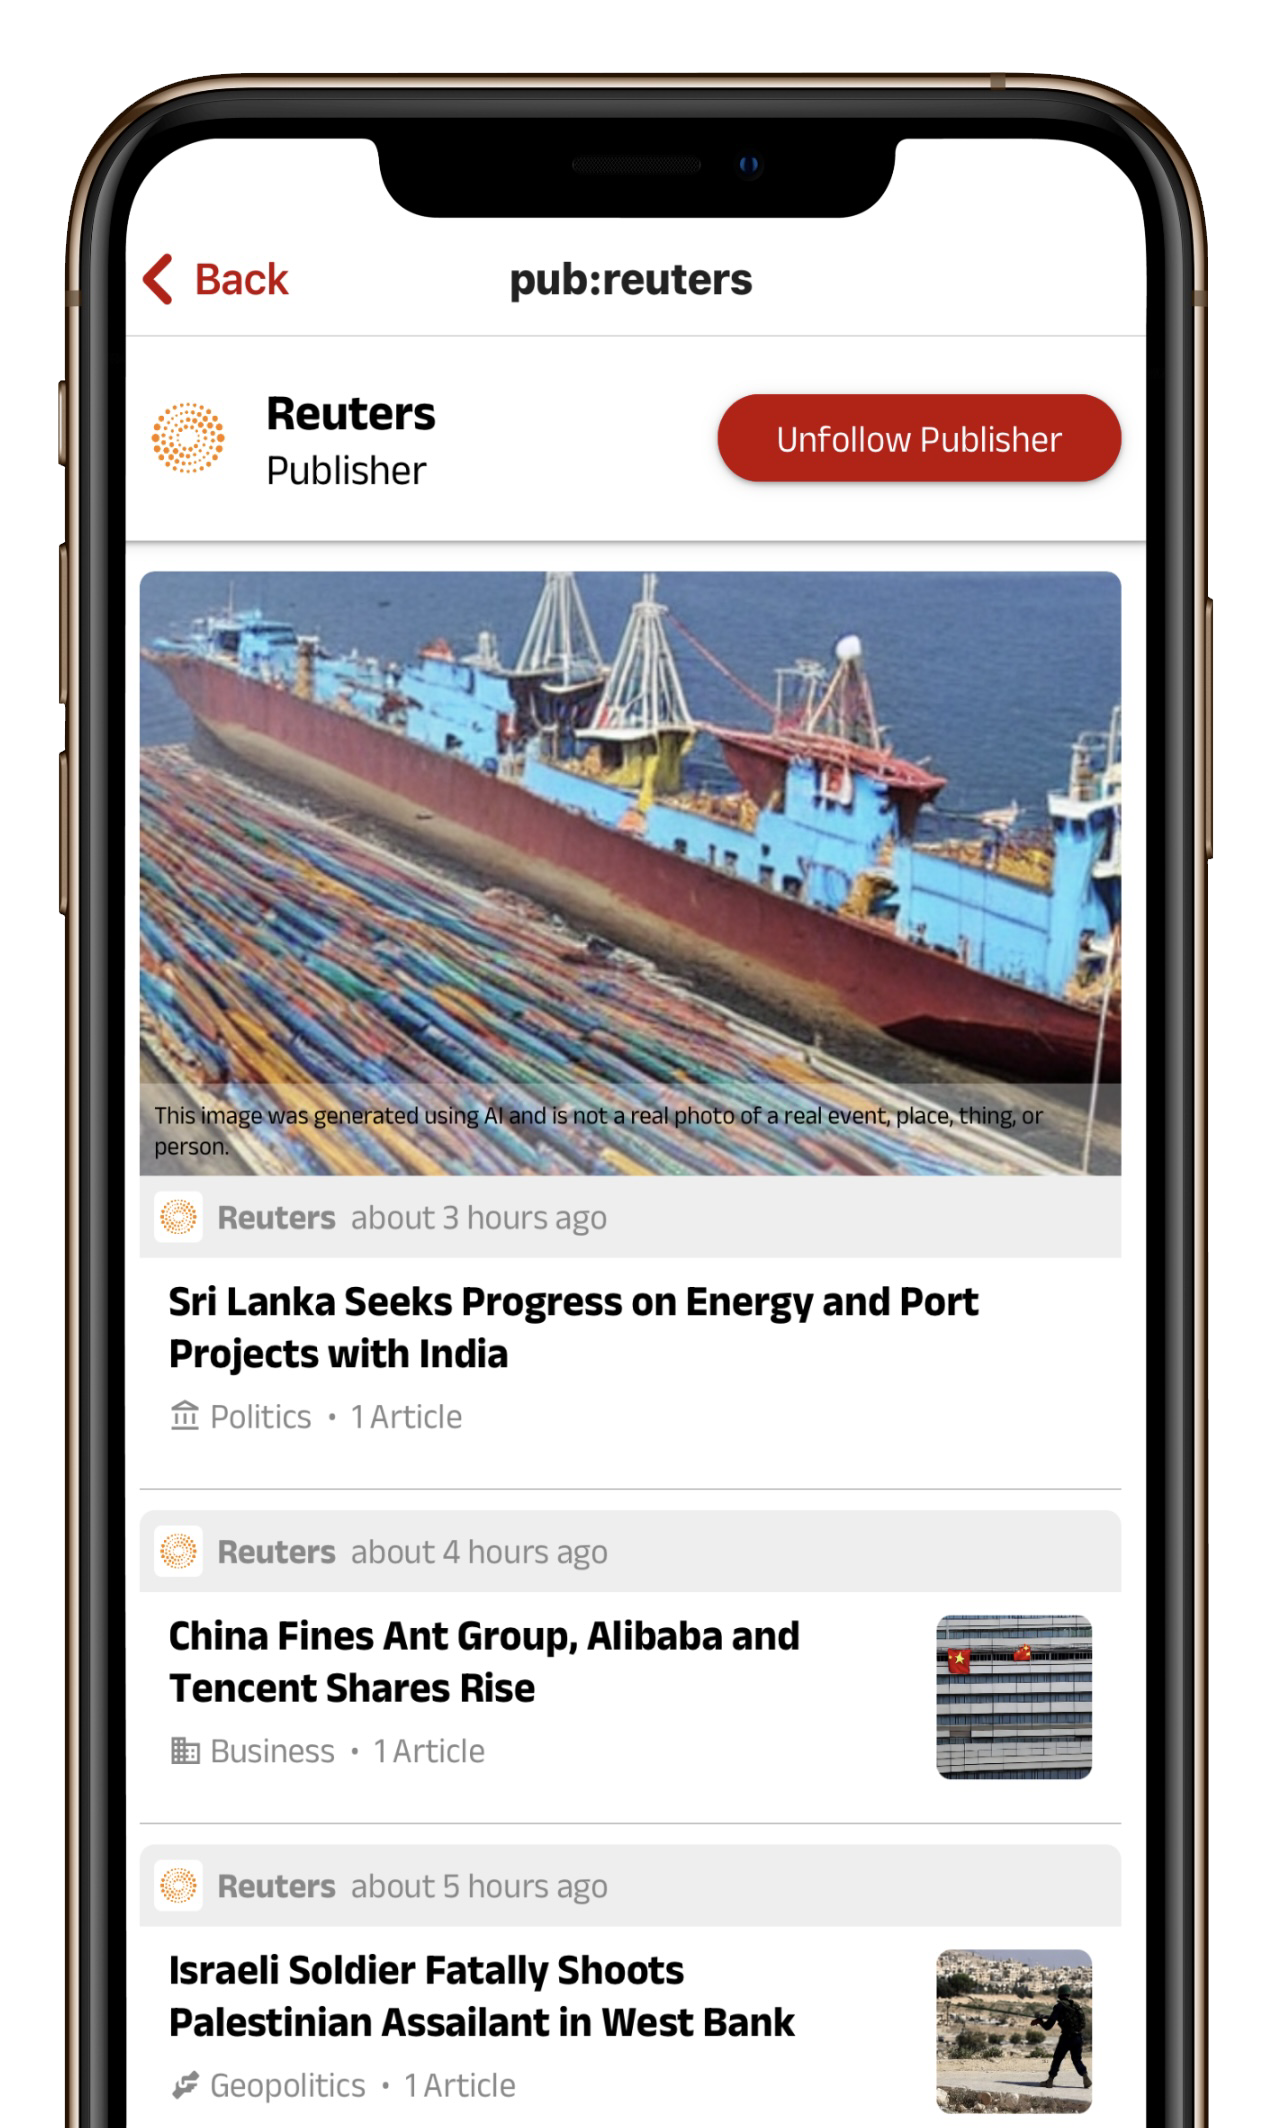 Back
pub:reuters
Reuters
Publisher
Unfollow Publisher
This image was generated using AI and is not a real photo of a real event, place, thing, or
person.
Reuters about 3 hours ago
Sri Lanka Seeks Progress on Energy and Port
Projects with India
Politics • 1 Article
Reuters about 4 hours ago
China Fines Ant Group, Alibaba and
Tencent Shares Rise
Business • 1 Article
Reuters about 5 hours ago
Israeli Soldier Fatally Shoots
Palestinian Assailant in West Bank
Geopolitics • 1 Article